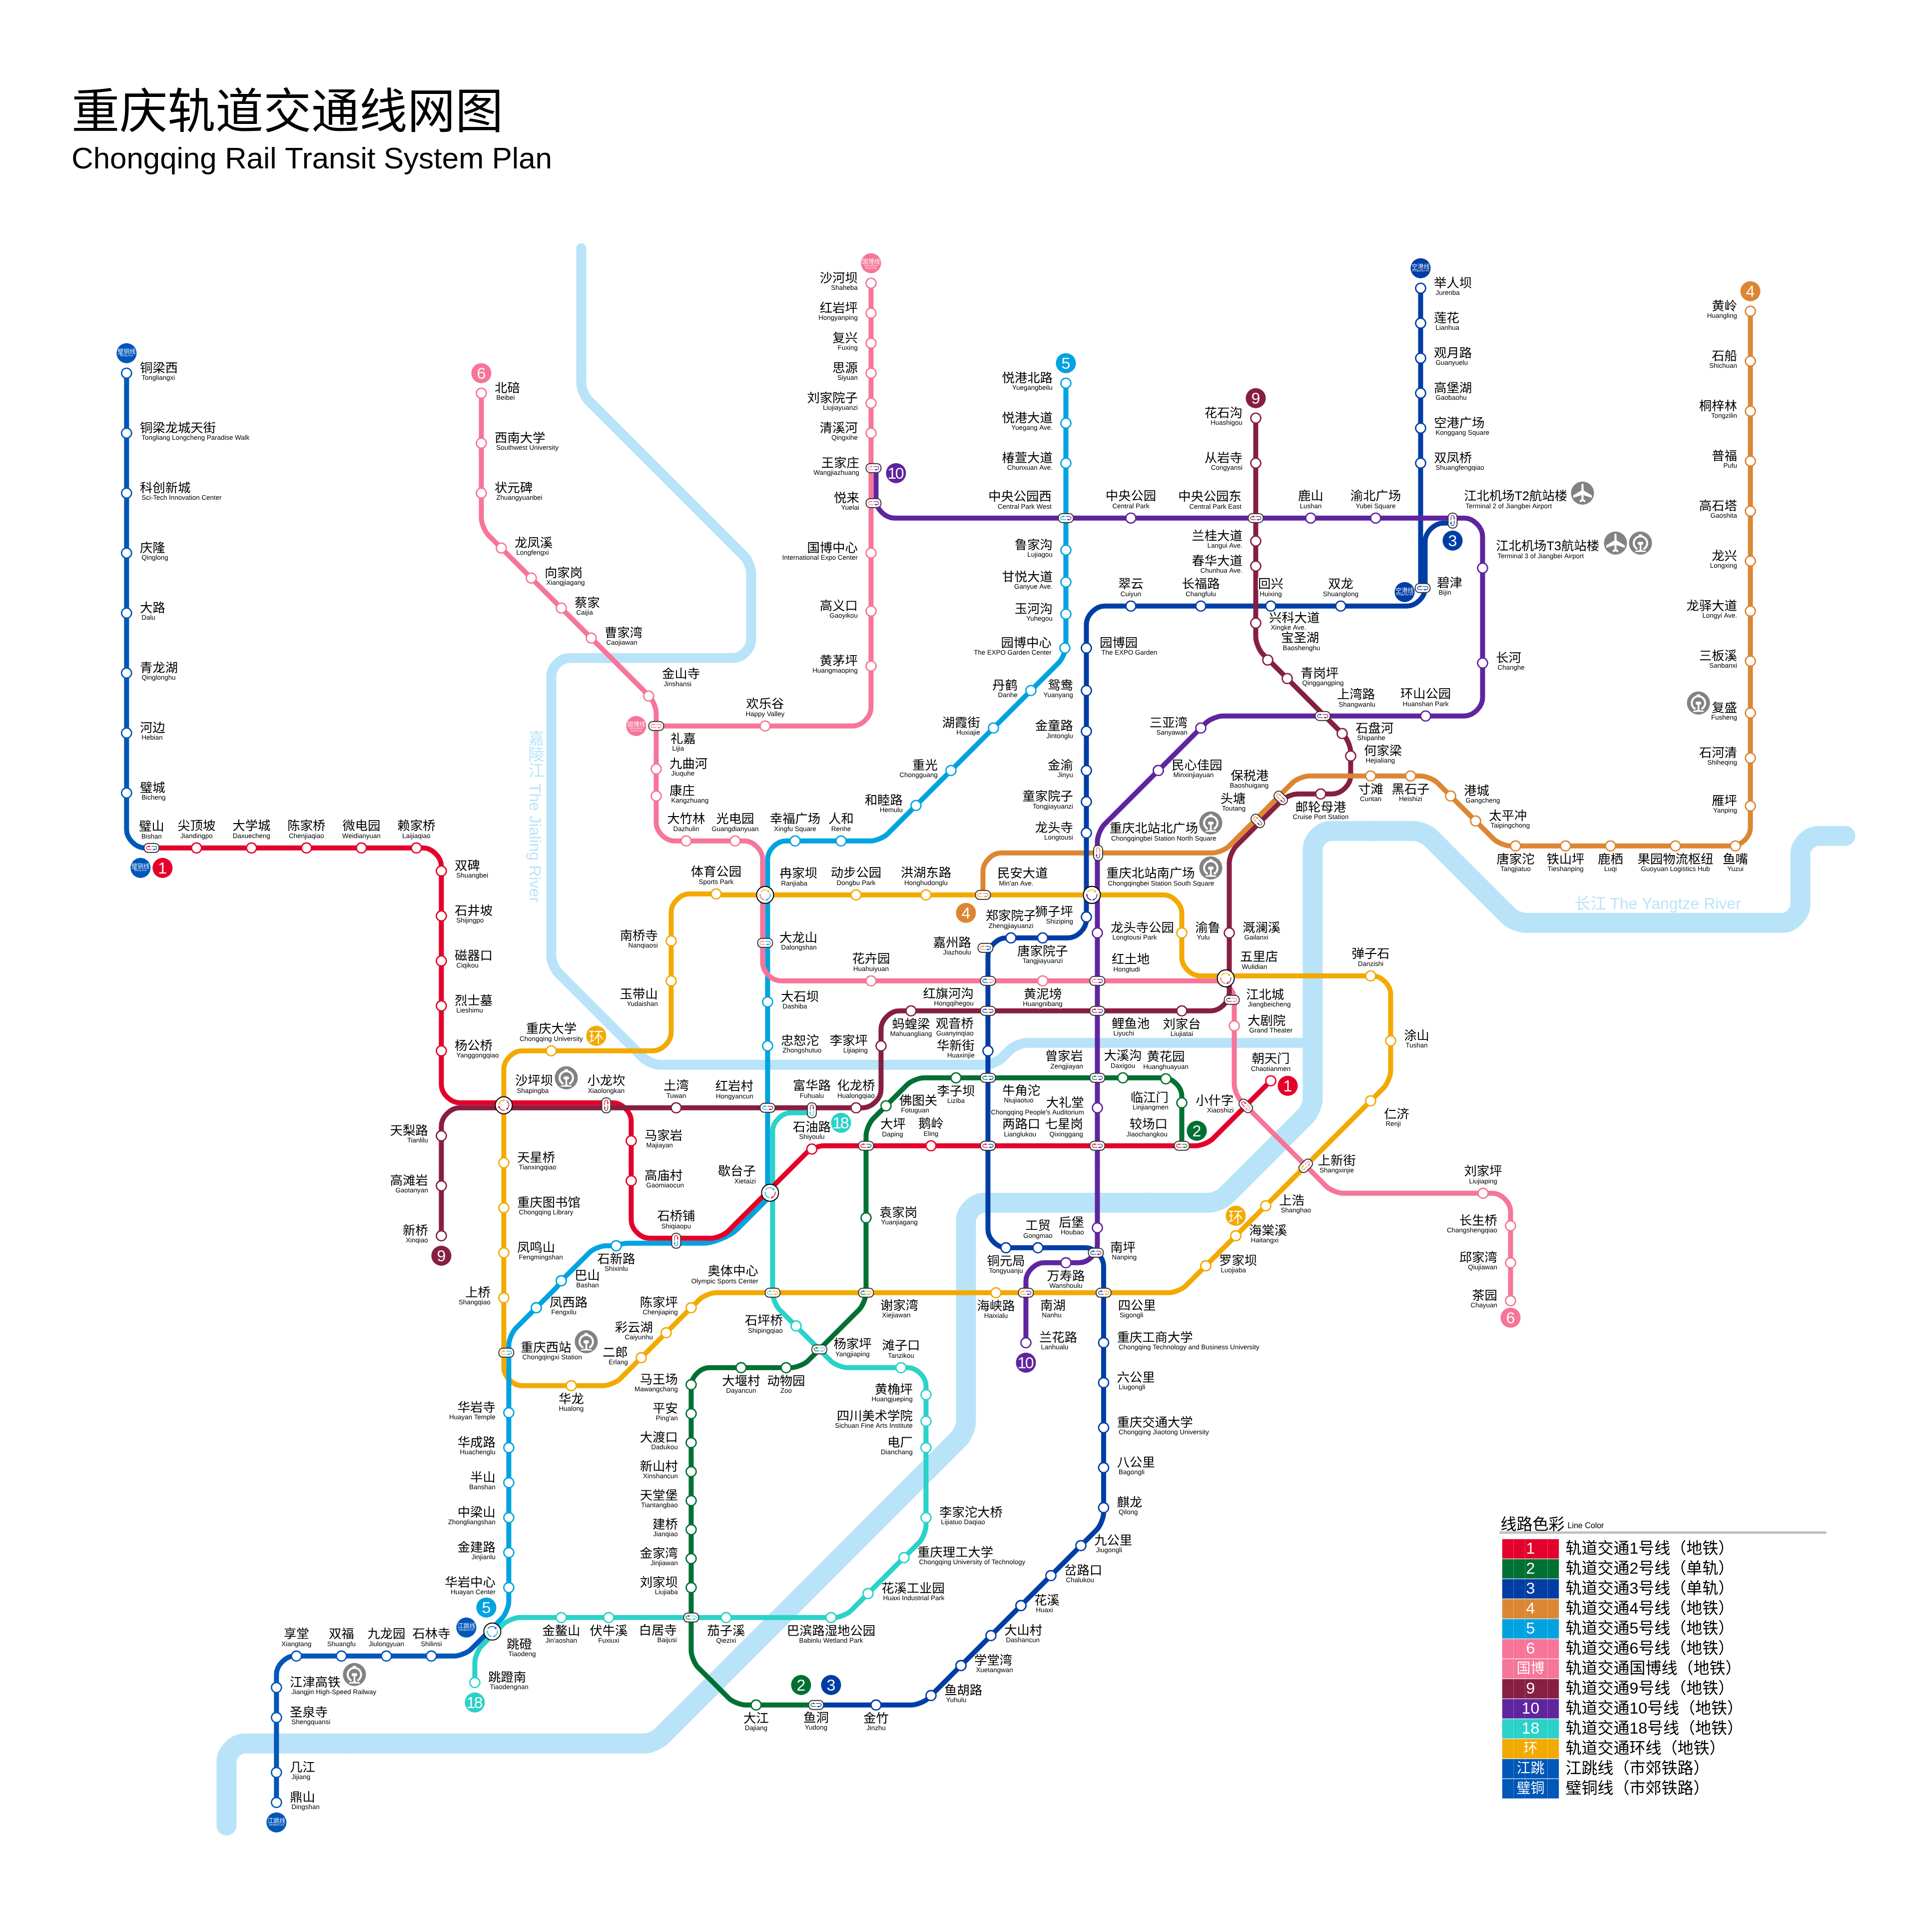 重庆轨道交通线网图
Chongqing Rail Transit System Plan
璧铜线
铜梁西
Tongliangxi
铜梁龙城天街
Tongliang Longcheng Paradise Walk
科创新城
Sci-Tech Innovation Center
庆隆
Qinglong
大路
Dalu
青龙湖
Qinglonghu
河边
Hebian
璧城
Bicheng
璧山
Bishan
璧铜线
1
尖顶坡
Jiandingpo
大学城
Daxuecheng
陈家桥
Chenjiaqiao
微电园
Weidianyuan
赖家桥
Laijiaqiao
双碑
Shuangbei
石井坡
Shijingpo
磁器口
Ciqikou
烈士墓
Lieshimu
杨公桥
Yanggongqiao
沙坪坝
Shapingba
小龙坎
Xiaolongkan
马家岩
Majiayan
高庙村
Gaomiaocun
石桥铺
Shiqiaopu
歇台子
Xietaizi
石油路
Shiyoulu
大坪
Daping
鹅岭
Eling
两路口
Lianglukou
七星岗
Qixinggang
较场口
Jiaochangkou
小什字
Xiaoshizi
朝天门
Chaotianmen
1
6
北碚
Beibei
西南大学
Southwest University
状元碑
Zhuangyuanbei
龙凤溪
Longfengxi
向家岗
Xiangjiagang
蔡家
Caijia
曹家湾
Caojiawan
金山寺
Jinshansi
国博线
礼嘉
Lijia
九曲河
Jiuquhe
康庄
Kangzhuang
大竹林
Dazhulin
光电园
Guangdianyuan
冉家坝
Ranjiaba
大龙山
Dalongshan
花卉园
Huahuiyuan
红旗河沟
Hongqihegou
黄泥塝
Huangnibang
红土地
Hongtudi
五里店
Wulidian
江北城
Jiangbeicheng
大剧院
Grand Theater
上新街
Shangxinjie
刘家坪
Liujiaping
长生桥
Changshengqiao
邱家湾
Qiujiawan
茶园
Chayuan
6
国博线
沙河坝
Shaheba
红岩坪
Hongyanping
复兴
Fuxing
思源
Siyuan
刘家院子
Liujiayuanzi
清溪河
Qingxihe
王家庄
Wangjiazhuang
10
悦来
Yuelai
国博中心
International Expo Center
高义口
Gaoyikou
黄茅坪
Huangmaoping
欢乐谷
Happy Valley
5
悦港北路
Yuegangbeilu
悦港大道
Yuegang Ave.
椿萱大道
Chunxuan Ave.
中央公园西
Central Park West
鲁家沟
Lujiagou
甘悦大道
Ganyue Ave.
玉河沟
Yuhegou
园博中心
The EXPO Garden Center
丹鹤
Danhe
湖霞街
Huxiajie
重光
Chongguang
和睦路
Hemulu
人和
Renhe
幸福广场
Xingfu Square
大石坝
Dashiba
忠恕沱
Zhongshutuo
红岩村
Hongyancun
石新路
Shixinlu
巴山
Bashan
凤西路
Fengxilu
重庆西站
Chongqingxi Station
华岩寺
Huayan Temple
华成路
Huachenglu
半山
Banshan
中梁山
Zhongliangshan
金建路
Jinjianlu
华岩中心
Huayan Center
5
江跳线
跳磴
Tiaodeng
9
花石沟
Huashigou
从岩寺
Congyansi
中央公园东
Central Park East
兰桂大道
Langui Ave.
春华大道
Chunhua Ave.
回兴
Huixing
兴科大道
Xingke Ave.
宝圣湖
Baoshenghu
青岗坪
Qinggangping
上湾路
Shangwanlu
石盘河
Shipanhe
何家梁
Hejialiang
邮轮母港
Cruise Port Station
保税港
Baoshuigang
头塘
Toutang
溉澜溪
Gailanxi
刘家台
Liujiatai
鲤鱼池
Liyuchi
观音桥
Guanyinqiao
蚂蝗梁
Mahuangliang
李家坪
Lijiaping
化龙桥
Hualongqiao
富华路
Fuhualu
土湾
Tuwan
天梨路
Tianlilu
高滩岩
Gaotanyan
新桥
Xinqiao
9
空港线
举人坝
Jurenba
莲花
Lianhua
观月路
Guanyuelu
高堡湖
Gaobaohu
空港广场
Konggang Square
双凤桥
Shuangfengqiao
空港线
碧津
Bijin
3
双龙
Shuanglong
长福路
Changfulu
翠云
Cuiyun
园博园
The EXPO Garden
鸳鸯
Yuanyang
金童路
Jintonglu
金渝
Jinyu
童家院子
Tongjiayuanzi
龙头寺
Longtousi
重庆北站南广场
Chongqingbei Station South Square
狮子坪
Shiziping
唐家院子
Tangjiayuanzi
郑家院子
Zhengjiayuanzi
嘉州路
Jiazhoulu
华新街
Huaxinjie
牛角沱
Niujiaotuo
铜元局
Tongyuanju
工贸
Gongmao
南坪
Nanping
四公里
Sigongli
重庆工商大学
Chongqing Technology and Business University
六公里
Liugongli
重庆交通大学
Chongqing Jiaotong University
八公里
Bagongli
麒龙
Qilong
九公里
Jiugongli
岔路口
Chalukou
花溪
Huaxi
大山村
Dashancun
学堂湾
Xuetangwan
鱼胡路
Yuhulu
金竹
Jinzhu
鱼洞
Yudong
2
3
江北机场T2航站楼
Terminal 2 of Jiangbei Airport
江北机场T3航站楼
Terminal 3 of Jiangbei Airport
渝北广场
Yubei Square
鹿山
Lushan
中央公园
Central Park
长河
Changhe
环山公园
Huanshan Park
三亚湾
Sanyawan
民心佳园
Minxinjiayuan
重庆北站北广场
Chongqingbei Station North Square
龙头寺公园
Longtousi Park
曾家岩
Zengjiayan
大礼堂
Chongqing People's Auditorium
后堡
Houbao
万寿路
Wanshoulu
南湖
Nanhu
兰花路
Lanhualu
10
4
黄岭
Huangling
石船
Shichuan
桐梓林
Tongzilin
普福
Pufu
高石塔
Gaoshita
龙兴
Longxing
龙驿大道
Longyi Ave.
三板溪
Sanbanxi
复盛
Fusheng
石河清
Shiheqing
雁坪
Yanping
鱼嘴
Yuzui
果园物流枢纽
Guoyuan Logistics Hub
鹿栖
Luqi
铁山坪
Tieshanping
唐家沱
Tangjiatuo
太平冲
Taipingchong
港城
Gangcheng
黑石子
Heishizi
寸滩
Cuntan
民安大道
Min'an Ave.
4
环
重庆大学
Chongqing University
玉带山
Yudaishan
南桥寺
Nanqiaosi
体育公园
Sports Park
动步公园
Dongbu Park
洪湖东路
Honghudonglu
渝鲁
Yulu
弹子石
Danzishi
涂山
Tushan
仁济
Renji
上浩
Shanghao
环
海棠溪
Haitangxi
罗家坝
Luojiaba
海峡路
Haixialu
谢家湾
Xiejiawan
奥体中心
Olympic Sports Center
陈家坪
Chenjiaping
彩云湖
Caiyunhu
二郎
Erlang
华龙
Hualong
上桥
Shangqiao
凤鸣山
Fengmingshan
重庆图书馆
Chongqing Library
天星桥
Tianxingqiao
2
临江门
Linjiangmen
黄花园
Huanghuayuan
大溪沟
Daxigou
李子坝
Liziba
佛图关
Fotuguan
袁家岗
Yuanjiagang
杨家坪
Yangjiaping
动物园
Zoo
大堰村
Dayancun
马王场
Mawangchang
平安
Ping'an
大渡口
Dadukou
新山村
Xinshancun
天堂堡
Tiantangbao
建桥
Jianqiao
金家湾
Jinjiawan
刘家坝
Liujiaba
白居寺
Baijusi
大江
Dajiang
18
石坪桥
Shipingqiao
滩子口
Tanzikou
黄桷坪
Huangjueping
四川美术学院
Sichuan Fine Arts Institute
电厂
Dianchang
李家沱大桥
Lijiatuo Daqiao
重庆理工大学
Chongqing University of Technology
花溪工业园
Huaxi Industrial Park
巴滨路湿地公园
Babinlu Wetland Park
茄子溪
Qiezixi
伏牛溪
Fuxiuxi
金鳌山
Jin'aoshan
跳蹬南
Tiaodengnan
18
石林寺
Shilinsi
九龙园
Jiulongyuan
双福
Shuangfu
享堂
Xiangtang
江津高铁
Jiangjin High-Speed Railway
圣泉寺
Shengquansi
几江
Jijiang
鼎山
Dingshan
江跳线
嘉陵江 The Jialing River
长江 The Yangtze River
线路色彩 Line Color
1 轨道交通1号线（地铁）
2 轨道交通2号线（单轨）
3 轨道交通3号线（单轨）
4 轨道交通4号线（地铁）
5 轨道交通5号线（地铁）
6 轨道交通6号线（地铁）
国博 轨道交通国博线（地铁）
9 轨道交通9号线（地铁）
10 轨道交通10号线（地铁）
18 轨道交通18号线（地铁）
环 轨道交通环线（地铁）
江跳 江跳线（市郊铁路）
璧铜 璧铜线（市郊铁路）